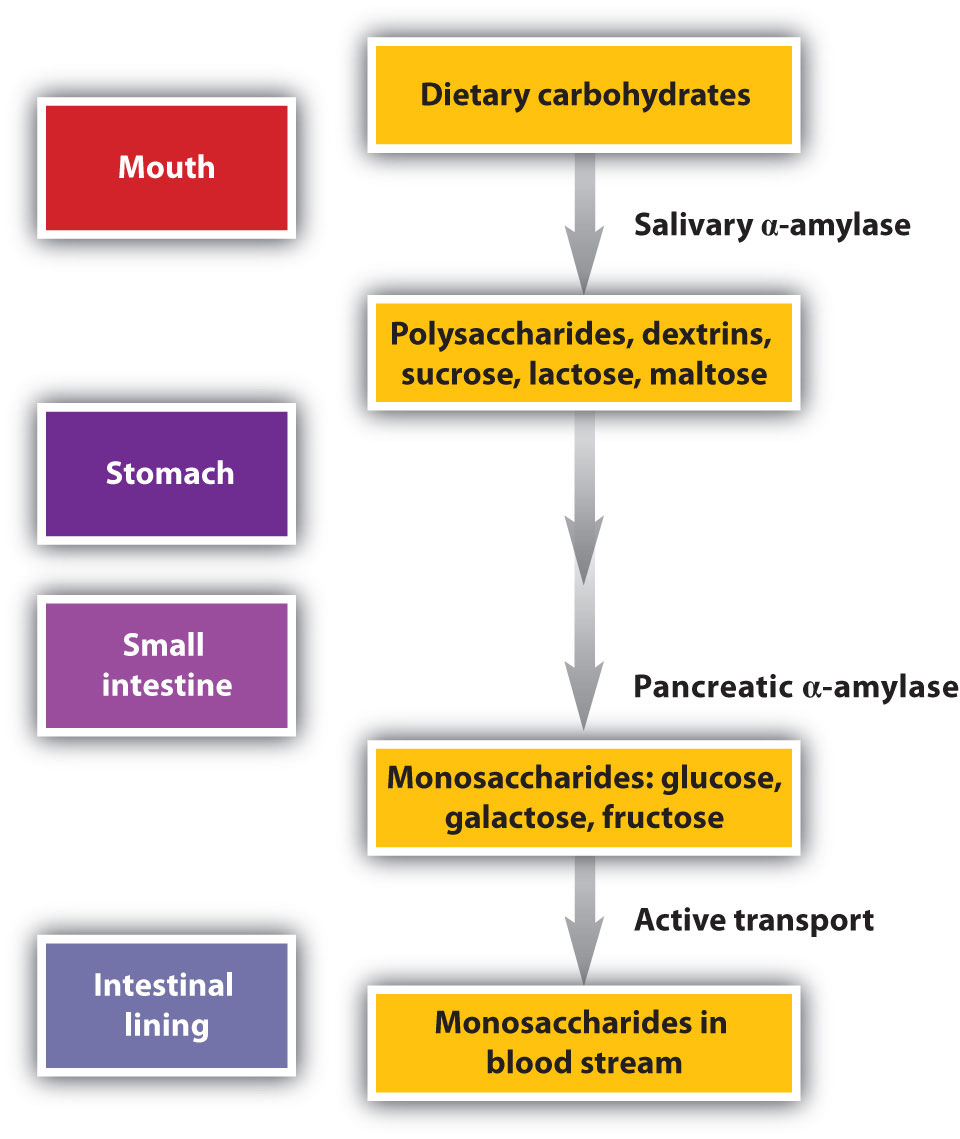 Dietary carbohydrates
Mouth
Salivary α-amylase
Polysaccharides, dextrins,
sucrose, lactose, maltose
Stomach
Small
intestine
Pancreatic α-amylase
Monosaccharides: glucose,
galactose, fructose
Active transport
Intestinal
lining
Monosaccharides in
blood stream